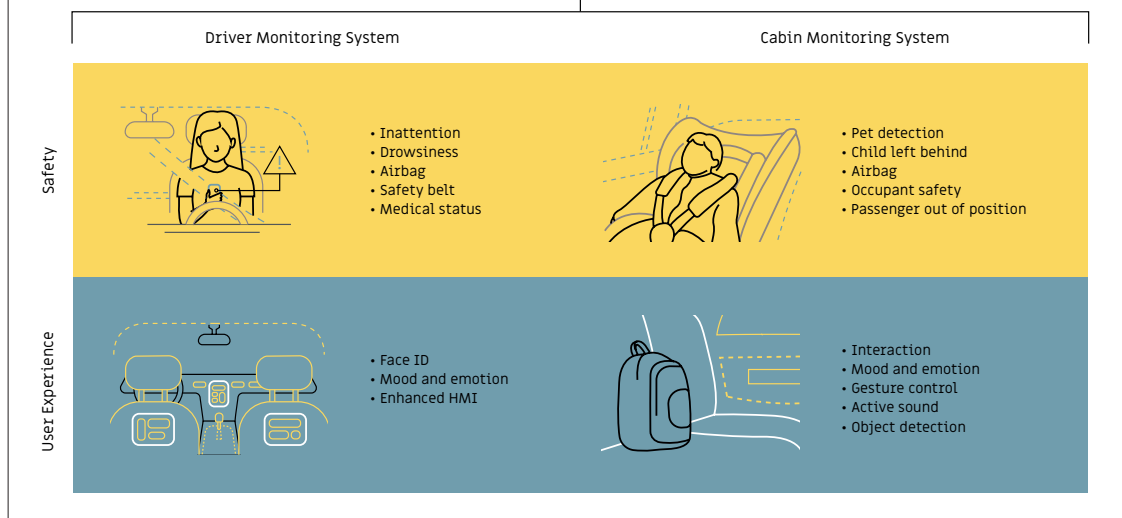 Driver Monitoring System
Cabin Monitoring System
Safety
• Inattention
• Drowsiness
• Airbag
• Safety belt
• Medical status
• Pet detection
• Child left behind
• Airbag
• Occupant safety
• Passenger out of position
User Experience
• Face ID
• Mood and emotion
• Enhanced HMI
• Interaction
• Mood and emotion
• Gesture control
• Active sound
• Object detection